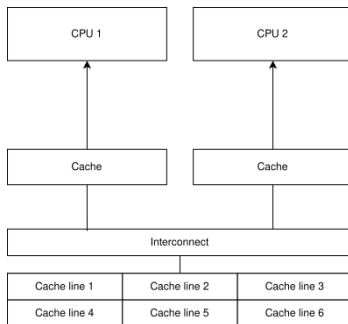 CPU 1
CPU 2
Cache
Cache
Interconnect
Cache line 1
Cache line 2
Cache line 3
Cache line 4
Cache line 5
Cache line 6